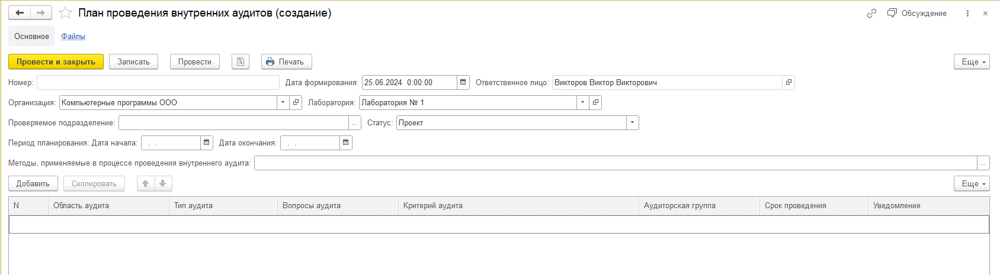 План проведения внутренних аудитов (создание) Обсуждение
Основное Файлы
Провести и закрыть Записать Провести Печать Еще
Номер: Дата формирования: 25.06.2024 0:00:00 Ответственное лицо: Викторов Виктор Викторович
Организация: Компьютерные программы ООО Лаборатория: Лаборатория № 1
Проверяемое подразделение: ... Статус: Проект
Период планирования: Дата начала: . . Дата окончания: . .
Методы, применяемые в процессе проведения внутреннего аудита: ...
Добавить Скопировать Еще
N Область аудита Тип аудита Вопросы аудита Критерий аудита Аудиторская группа Срок проведения Уведомление